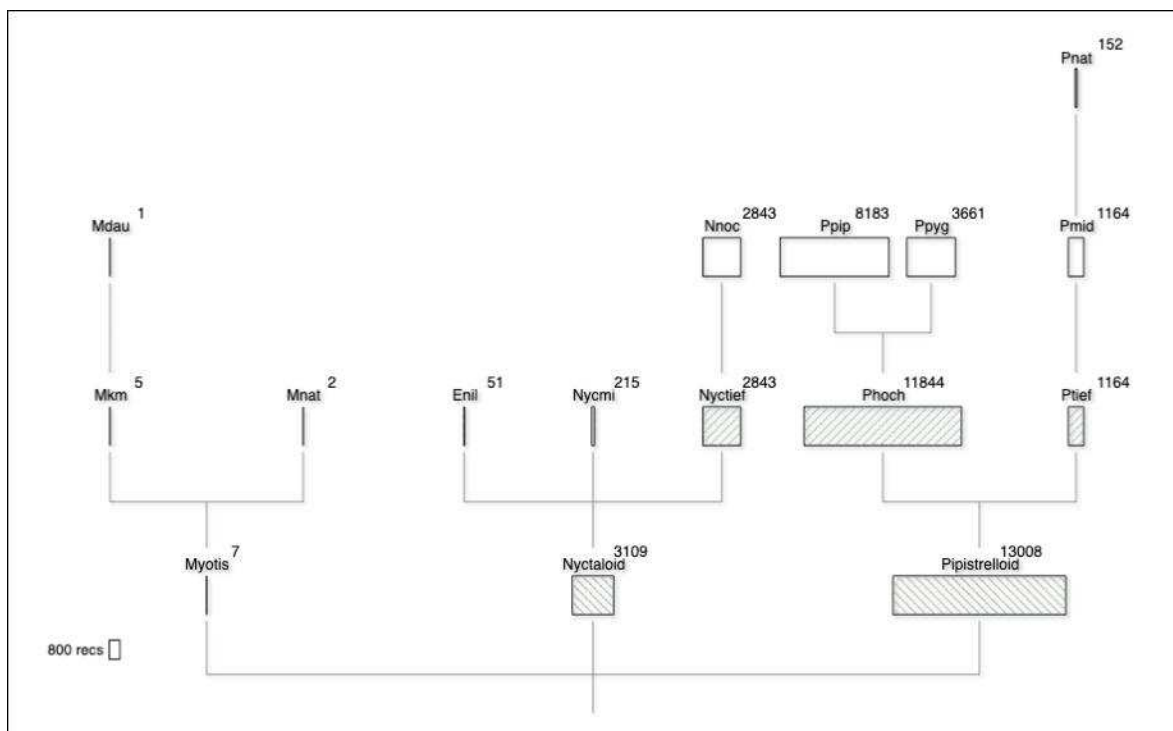 Pnat 152
Mdau 1
Nnoc 2843
Ppip 8183
Ppyg 3661
Pmid 1164
Mkm 5
Mnat 2
Enil 51
Nycmi 215
Nyctief 2843
Phoch 11844
Ptief 1164
Myotis 7
Nyctaloid 3109
Pipistrelloid 13008
800 recs